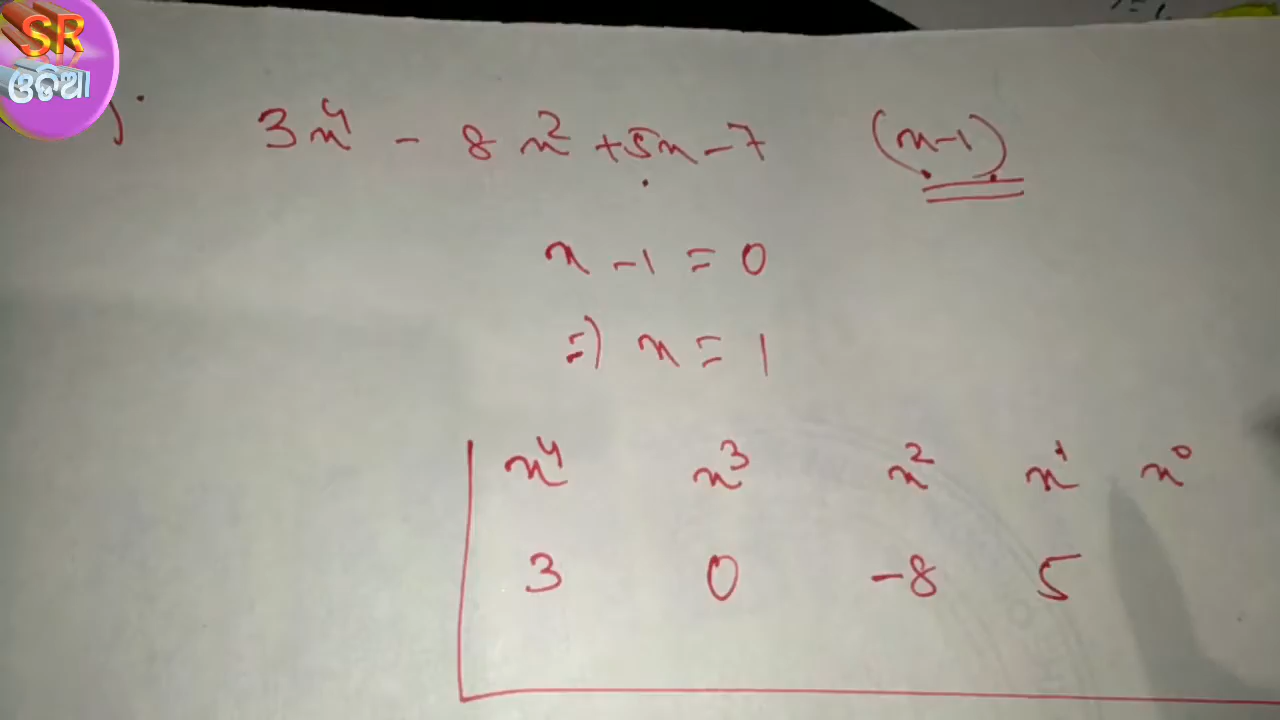 SR
ଓଡିଆ
3x⁴ - 8x² + 5x - 7 (x-1)
x - 1 = 0
=) x = 1
x⁴ x³ x² x¹ x⁰
3 0 -8 5